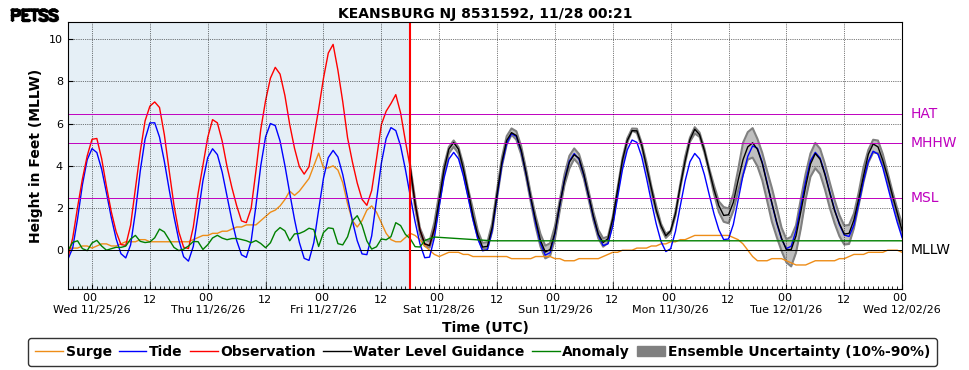 PETSS
KEANSBURG NJ 8531592, 11/28 00:21
Height in Feet (MLLW)
10
8
6
4
2
0
HAT
MHHW
MSL
MLLW
00 12 00 12 00 12 00 12 00 12 00 12 00 12 00
Wed 11/25/26 Thu 11/26/26 Fri 11/27/26 Sat 11/28/26 Sun 11/29/26 Mon 11/30/26 Tue 12/01/26 Wed 12/02/26
Time (UTC)
Surge Tide Observation Water Level Guidance Anomaly Ensemble Uncertainty (10%-90%)